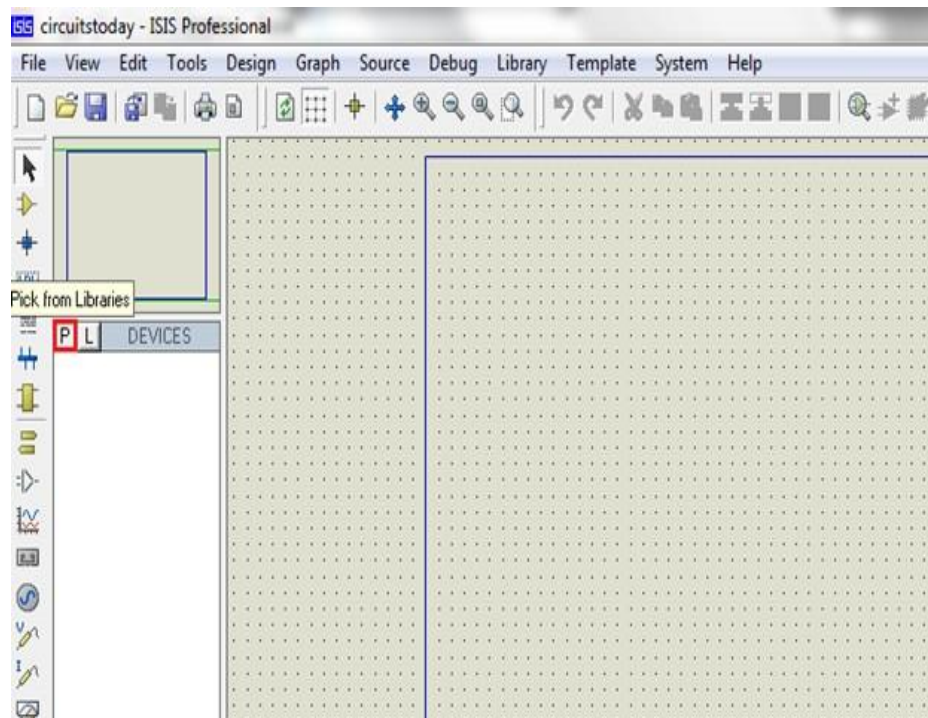 isis circuitstoday - ISIS Professional
File View Edit Tools Design Graph Source Debug Library Template System Help
Pick from Libraries
P L DEVICES